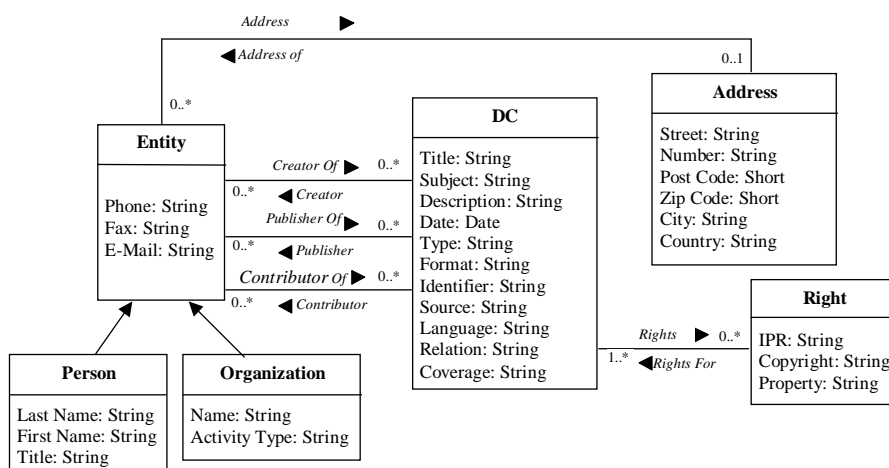 Address
Address of
0..1
0..*
Address
Street: String
Number: String
Post Code: Short
Zip Code: Short
City: String
Country: String
Entity
Phone: String
Fax: String
E-Mail: String
Creator Of
0..*
0..*
Creator
Publisher Of
0..*
0..*
Publisher
Contributor Of
0..*
0..*
Contributor
DC
Title: String
Subject: String
Description: String
Date: Date
Type: String
Format: String
Identifier: String
Source: String
Language: String
Relation: String
Coverage: String
Rights
0..*
1..*
Rights For
Right
IPR: String
Copyright: String
Property: String
Person
Last Name: String
First Name: String
Title: String
Organization
Name: String
Activity Type: String